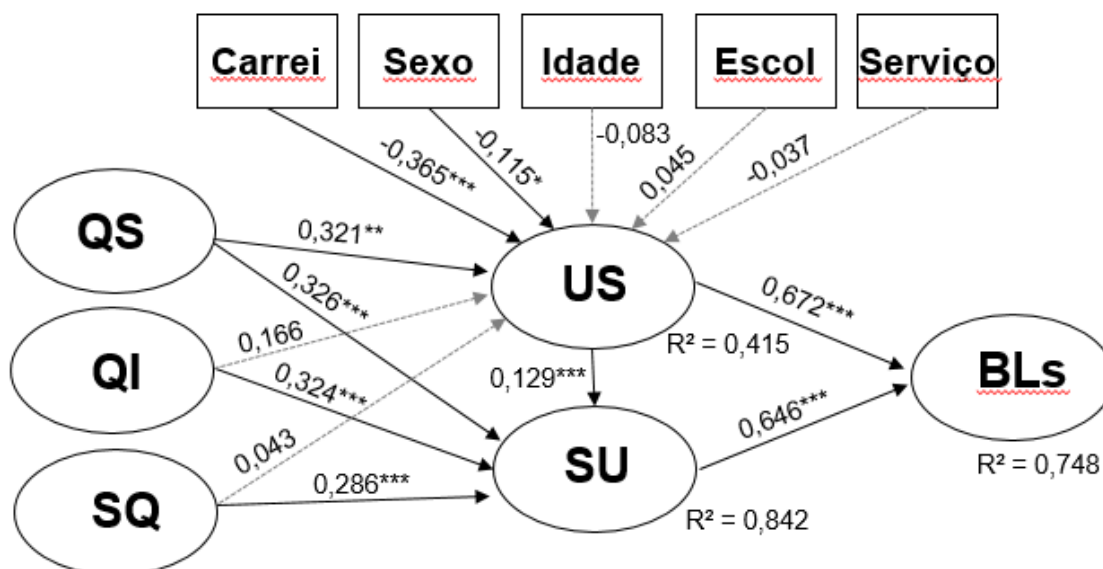 Carrei
Sexo
Idade
Escol
Serviço
-0,365***
-0,115*
-0,083
0,045
-0,037
QS
0,321**
0,326***
US
R² = 0,415
0,672***
QI
0,166
0,324***
0,129***
BLs
R² = 0,748
0,646***
SQ
0,043
0,286***
SU
R² = 0,842